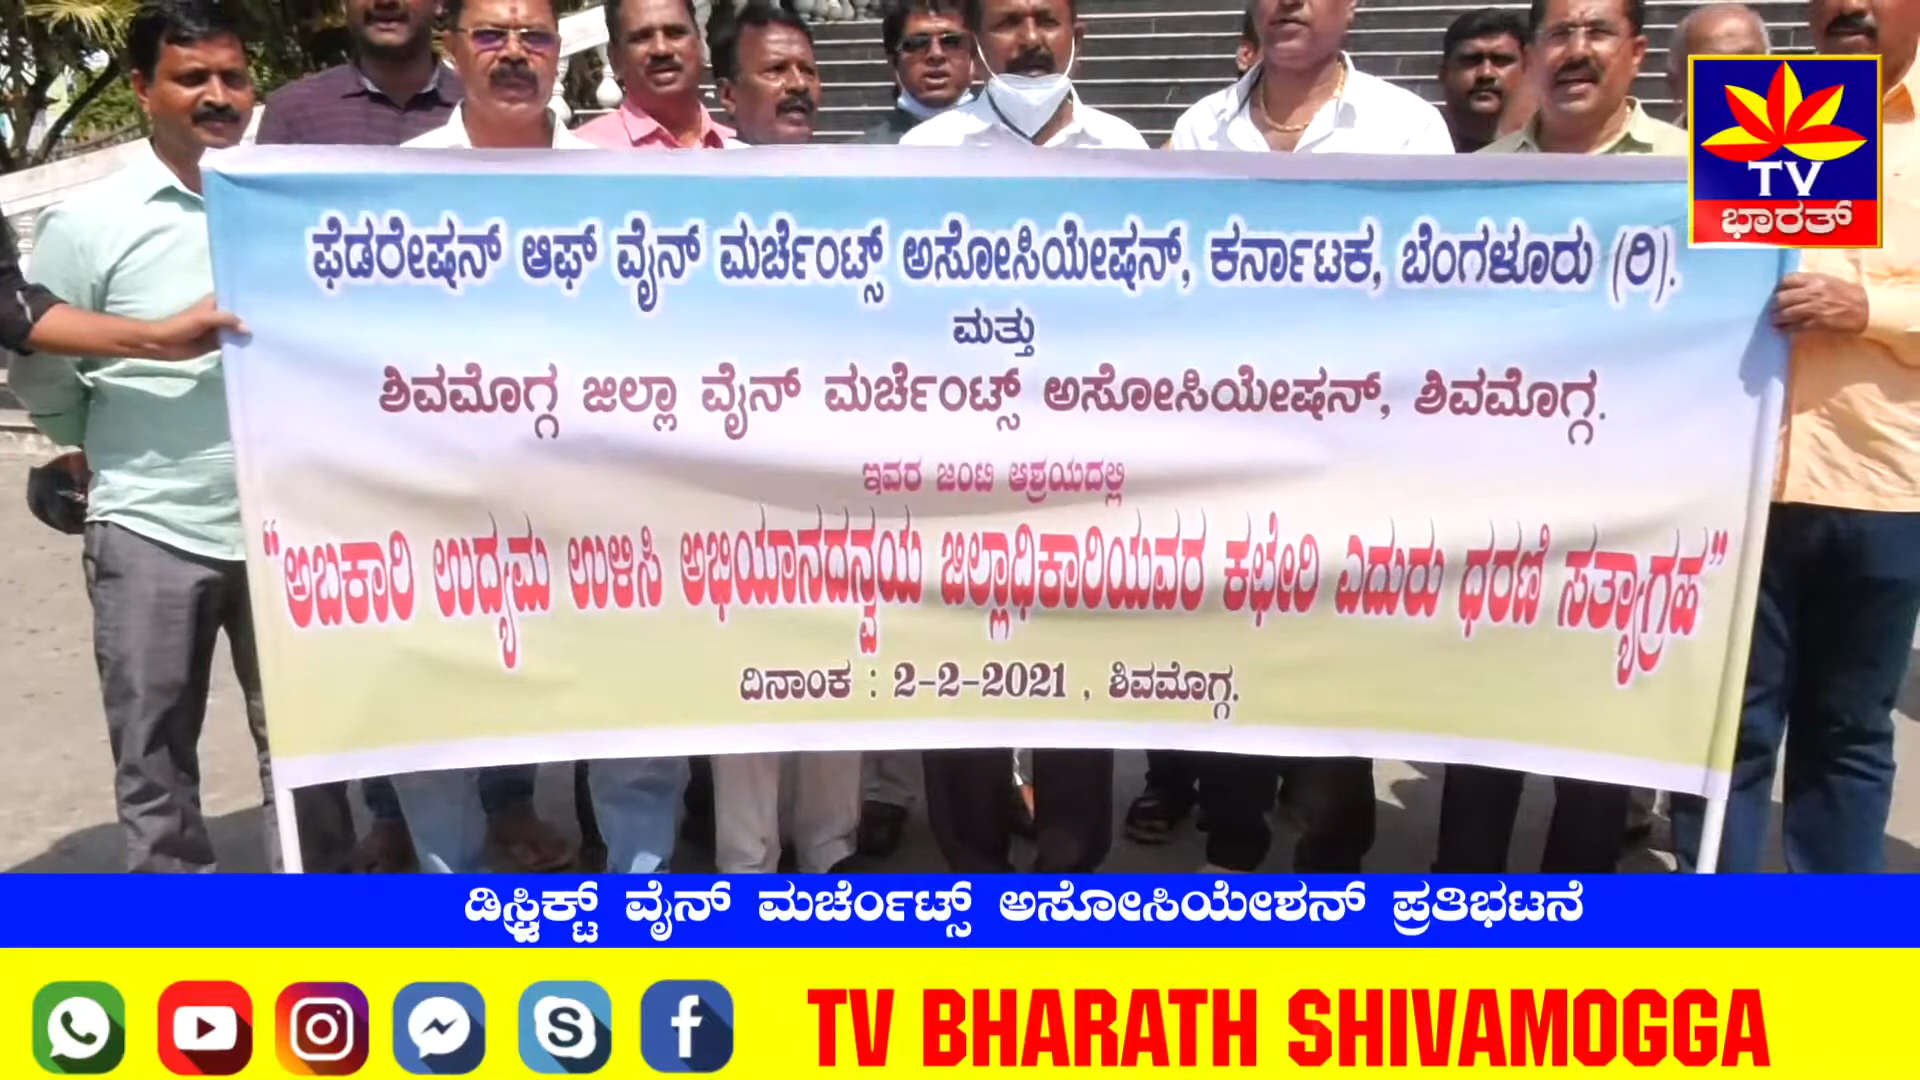 TV
ಭಾರತ್
ಫೆಡರೇಷನ್ ಆಫ್ ವೈನ್ ಮರ್ಚೆಂಟ್ಸ್ ಅಸೋಸಿಯೇಷನ್, ಕರ್ನಾಟಕ, ಬೆಂಗಳೂರು (ರಿ).
ಮತ್ತು
ಶಿವಮೊಗ್ಗ ಜಿಲ್ಲಾ ವೈನ್ ಮರ್ಚೆಂಟ್ಸ್ ಅಸೋಸಿಯೇಷನ್, ಶಿವಮೊಗ್ಗ.
ಇವರ ಜಂಟಿ ಆಶ್ರಯದಲ್ಲಿ
“ಅಬಕಾರಿ ಉದ್ಯಮ ಉಳಿಸಿ ಅಭಿಯಾನದನ್ವಯ ಜಿಲ್ಲಾಧಿಕಾರಿಯವರ ಕಛೇರಿ ಎದುರು ಧರಣಿ ಸತ್ಯಾಗ್ರಹ”
ದಿನಾಂಕ : 2-2-2021 , ಶಿವಮೊಗ್ಗ.
ಡಿಸ್ಟ್ರಿಕ್ಟ್ ವೈನ್ ಮರ್ಚೆಂಟ್ಸ್ ಅಸೋಸಿಯೇಶನ್ ಪ್ರತಿಭಟನೆ
TV BHARATH SHIVAMOGGA